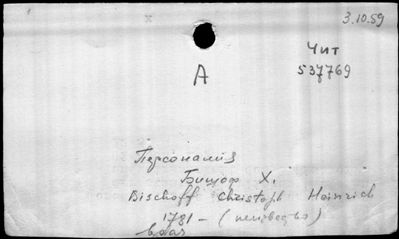 3.10.59
Чит
537769
А
Персоналия
Бишоф Х.
Bischoff Christoph Heinrich
1781 –